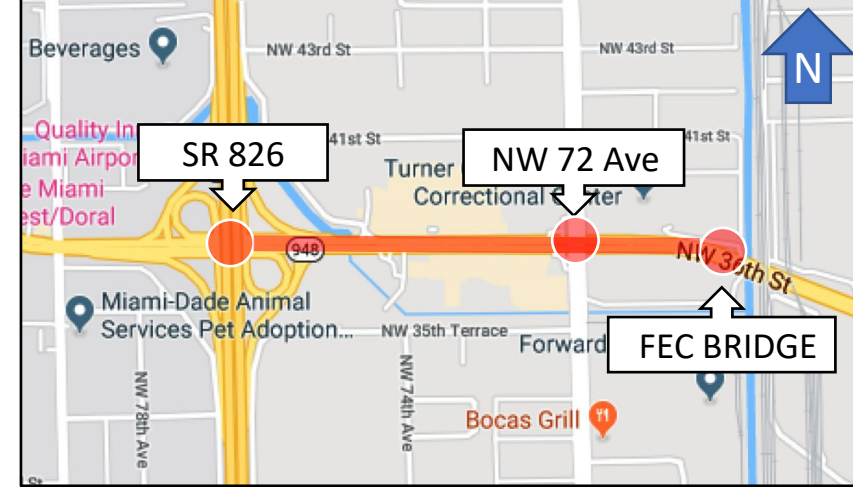 Beverages
NW 43rd St
NW 43rd St
N
Quality In
iami Airpor
e Miami
est/Doral
SR 826
41st St
Turner
NW 72 Ave
Correctional
ter
41st St
948
NW 36th St
Miami-Dade Animal
Services Pet Adoption...
NW 35th Terrace
Forward
FEC BRIDGE
NW 78th Ave
NW 74th Ave
Bocas Grill
St